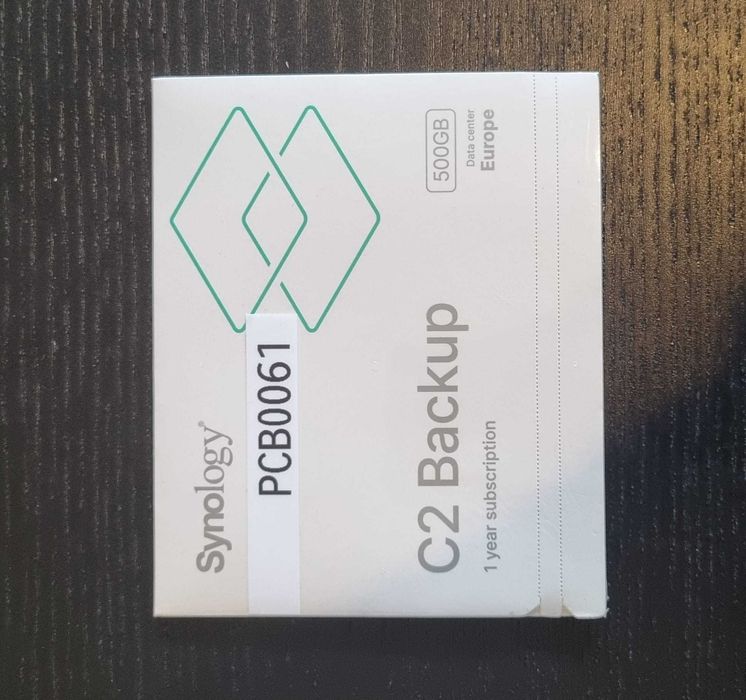 Synology®
PCB0061
C2 Backup
1 year subscription
500GB
Data center
Europe